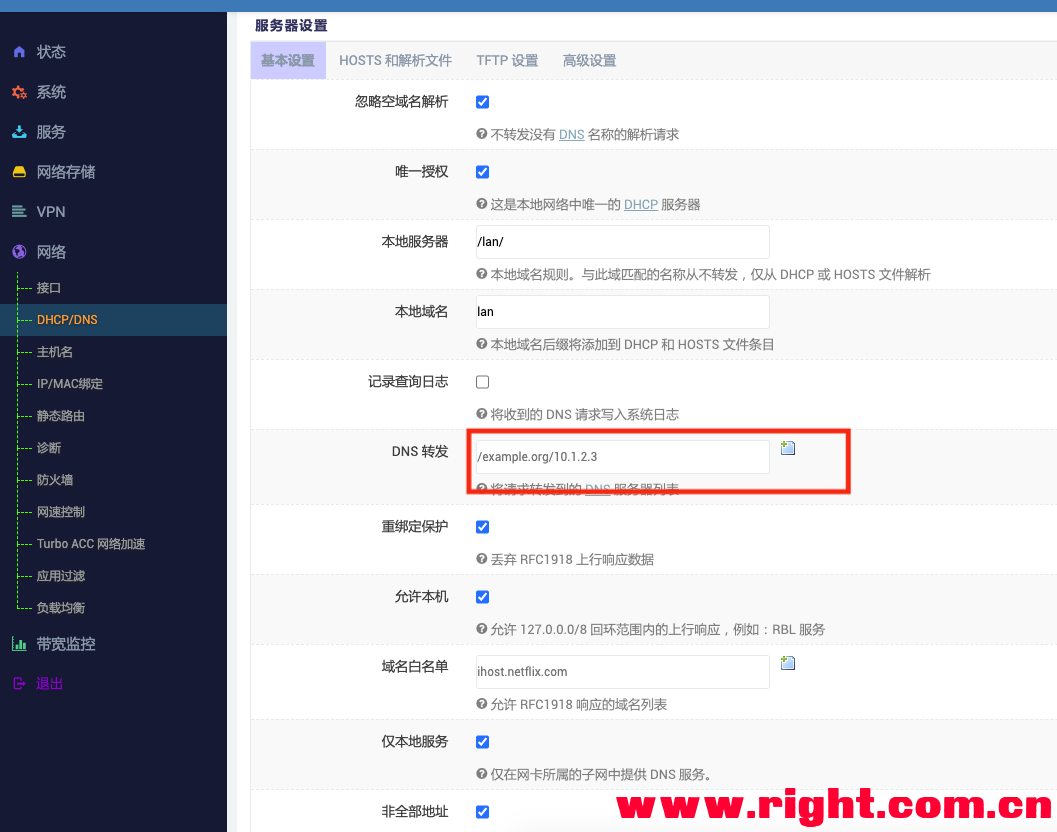 服务器设置
状态
系统
服务
网络存储
VPN
网络
接口
DHCP/DNS
主机名
IP/MAC绑定
静态路由
诊断
防火墙
网速控制
Turbo ACC 网络加速
应用过滤
负载均衡
带宽监控
退出
基本设置 HOSTS 和解析文件 TFTP 设置 高级设置
忽略空域名解析
不转发没有 DNS 名称的解析请求
唯一授权
这是本地网络中唯一的 DHCP 服务器
本地服务器 /lan/
本地域名规则。与此域匹配的名称从不转发，仅从 DHCP 或 HOSTS 文件解析
本地域名 lan
本地域名后缀将添加到 DHCP 和 HOSTS 文件条目
记录查询日志
将收到的 DNS 请求写入系统日志
DNS 转发 /example.org/10.1.2.3
将请求转发到的 DNS 服务器列表
重绑定保护
丢弃 RFC1918 上行响应数据
允许本机
允许 127.0.0.0/8 回环范围内的上行响应，例如：RBL 服务
域名白名单 ihost.netflix.com
允许 RFC1918 响应的域名列表
仅本地服务
仅在网卡所属的子网中提供 DNS 服务。
非全部地址
www.right.com.cn